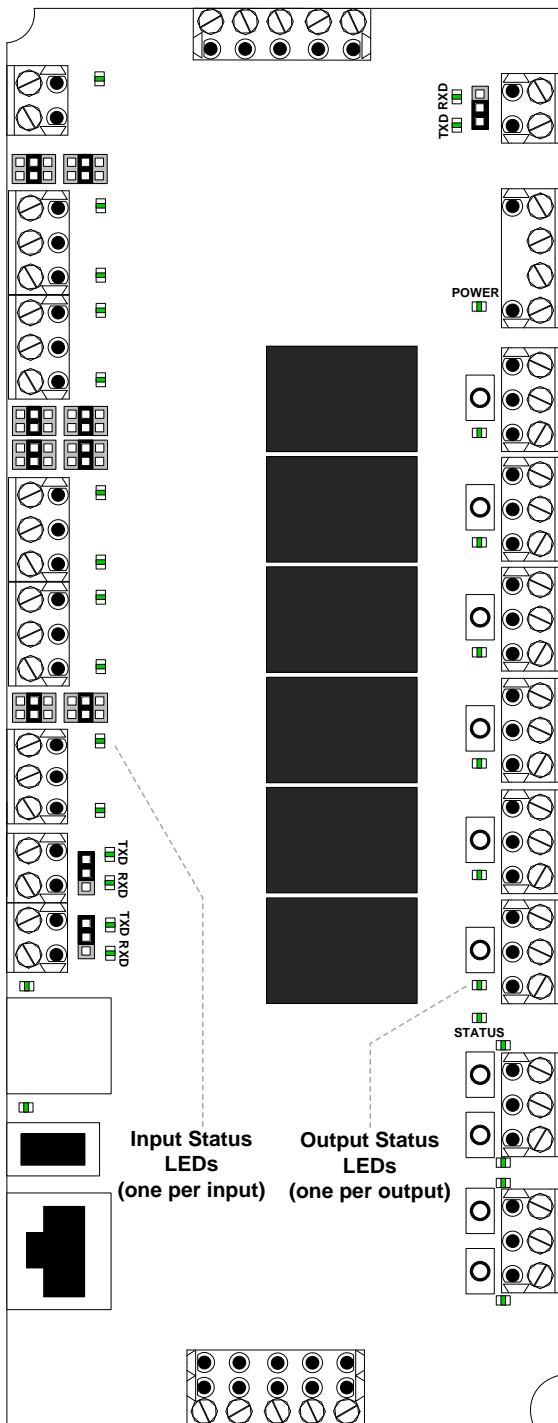 TXD RXD
POWER
TXD RXD
TXD RXD
STATUS
Input Status
LEDs
(one per input)
Output Status
LEDs
(one per output)